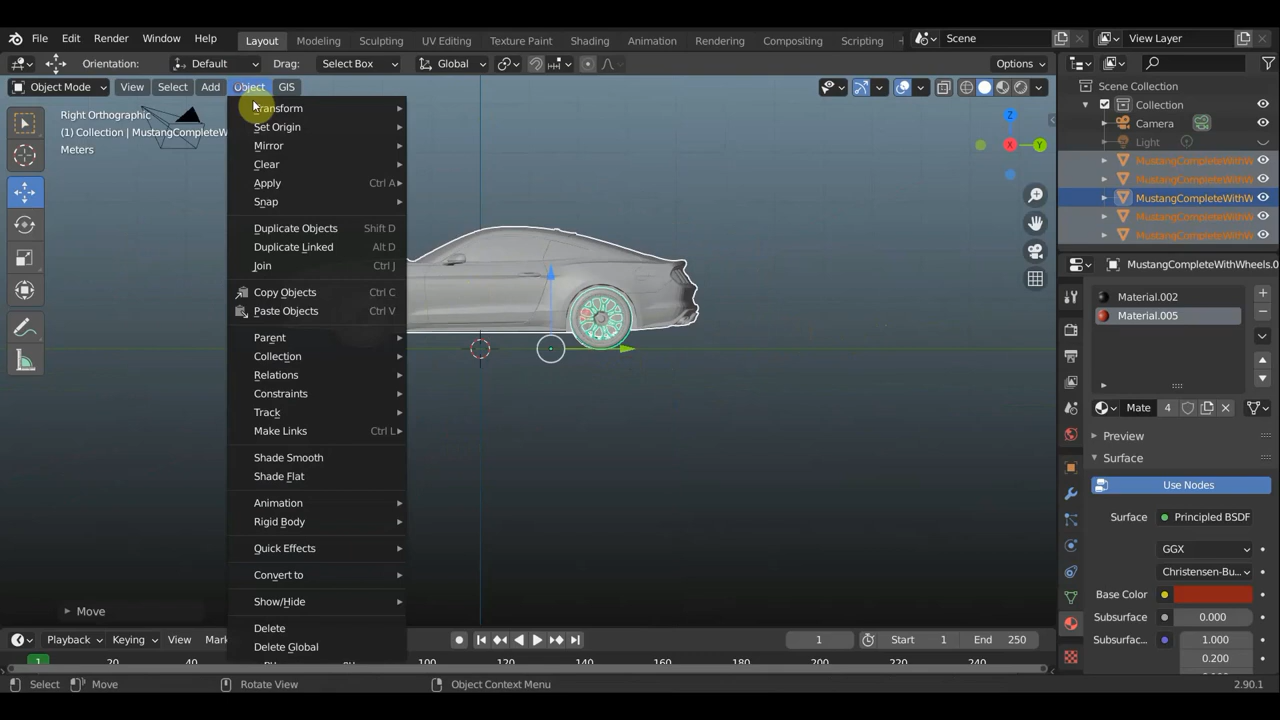 File Edit Render Window Help Layout Modeling Sculpting UV Editing Texture Paint Shading Animation Rendering Compositing Scripting Scene View Layer
Orientation: Default Drag: Select Box Global Options
Object Mode View Select Add Object GIS
Right Orthographic
(1) Collection | MustangCompleteW
Meters
Transform
Set Origin
Mirror
Clear
Apply Ctrl A
Snap
Duplicate Objects Shift D
Duplicate Linked Alt D
Join Ctrl J
Copy Objects Ctrl C
Paste Objects Ctrl V
Parent
Collection
Relations
Constraints
Track
Make Links Ctrl L
Shade Smooth
Shade Flat
Animation
Rigid Body
Quick Effects
Convert to
Show/Hide
Delete
Delete Global
Z
X
Y
Move
Scene Collection
Collection
Camera
Light
MustangCompleteWithW
MustangCompleteWithW
MustangCompleteWithW
MustangCompleteWithW
MustangCompleteWithW
MustangCompleteWithWheels.0
Material.002
Material.005
Mate 4
Preview
Surface
Use Nodes
Surface Principled BSDF
GGX
Christensen-Bu...
Base Color
Subsurface 0.000
Subsurfac... 1.000
0.200
Playback Keying View Mark 1 Start 1 End 250
1 20 40 100 120 140 160 180 200 220 240
Select Move Rotate View Object Context Menu 2.90.1